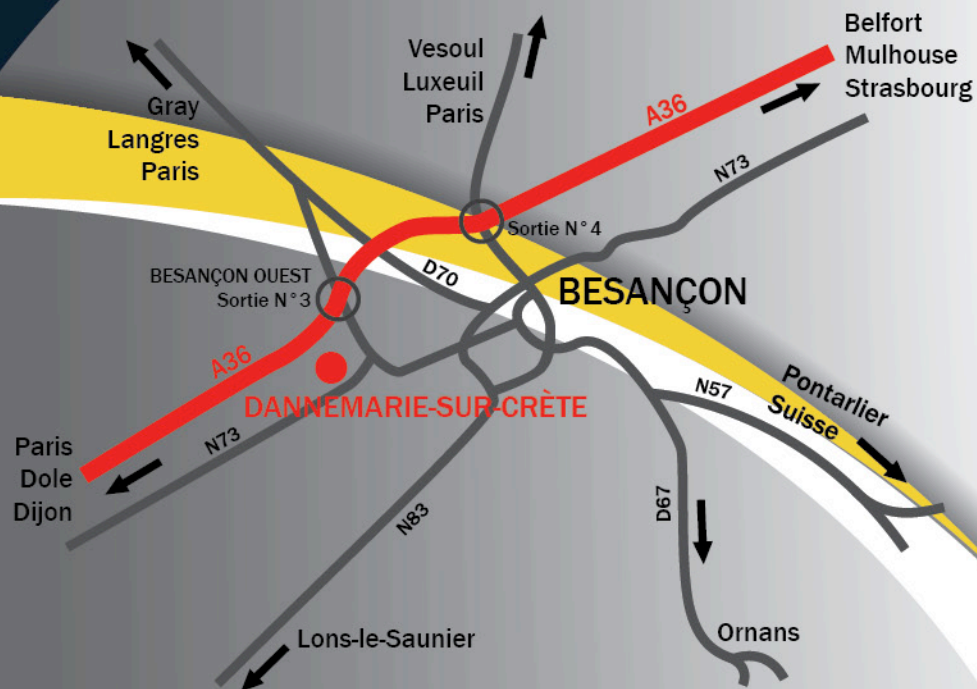 Belfort
Mulhouse
Strasbourg
Vesoul
Luxeuil
Paris
A36
Gray
Langres
Paris
N73
Sortie N°4
D70
BESANÇON OUEST
Sortie N°3
BESANÇON
A36
DANNEMARIE-SUR-CRÈTE
N57
Pontarlier
Suisse
N73
Paris
Dole
Dijon
N83
D67
Lons-le-Saunier
Ornans